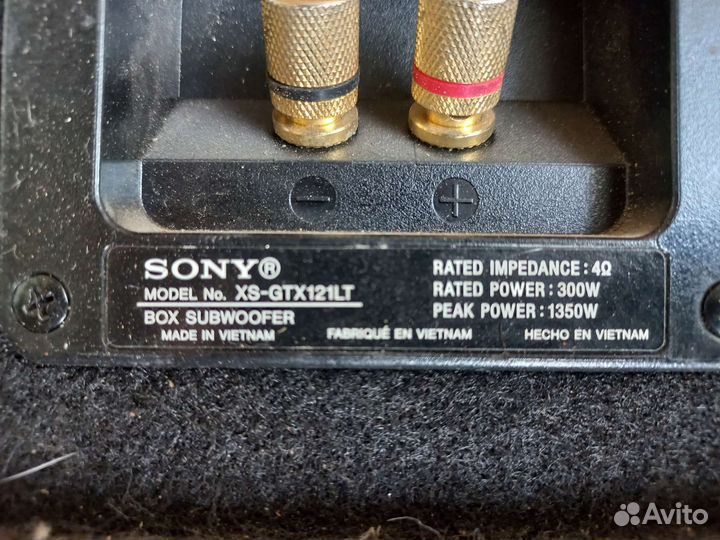 − +
SONY®
MODEL No. XS-GTX121LT
BOX SUBWOOFER
RATED IMPEDANCE : 4Ω
RATED POWER : 300W
PEAK POWER : 1350W
MADE IN VIETNAM FABRIQUÉ EN VIETNAM HECHO EN VIETNAM
Avito